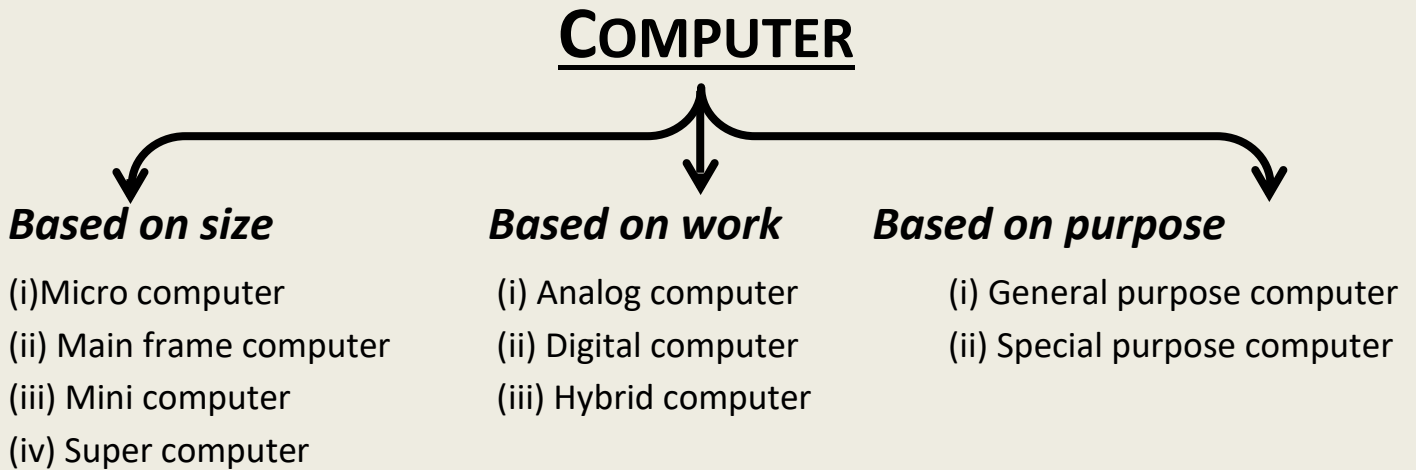 COMPUTER
Based on size
(i)Micro computer
(ii) Main frame computer
(iii) Mini computer
(iv) Super computer
Based on work
(i) Analog computer
(ii) Digital computer
(iii) Hybrid computer
Based on purpose
(i) General purpose computer
(ii) Special purpose computer